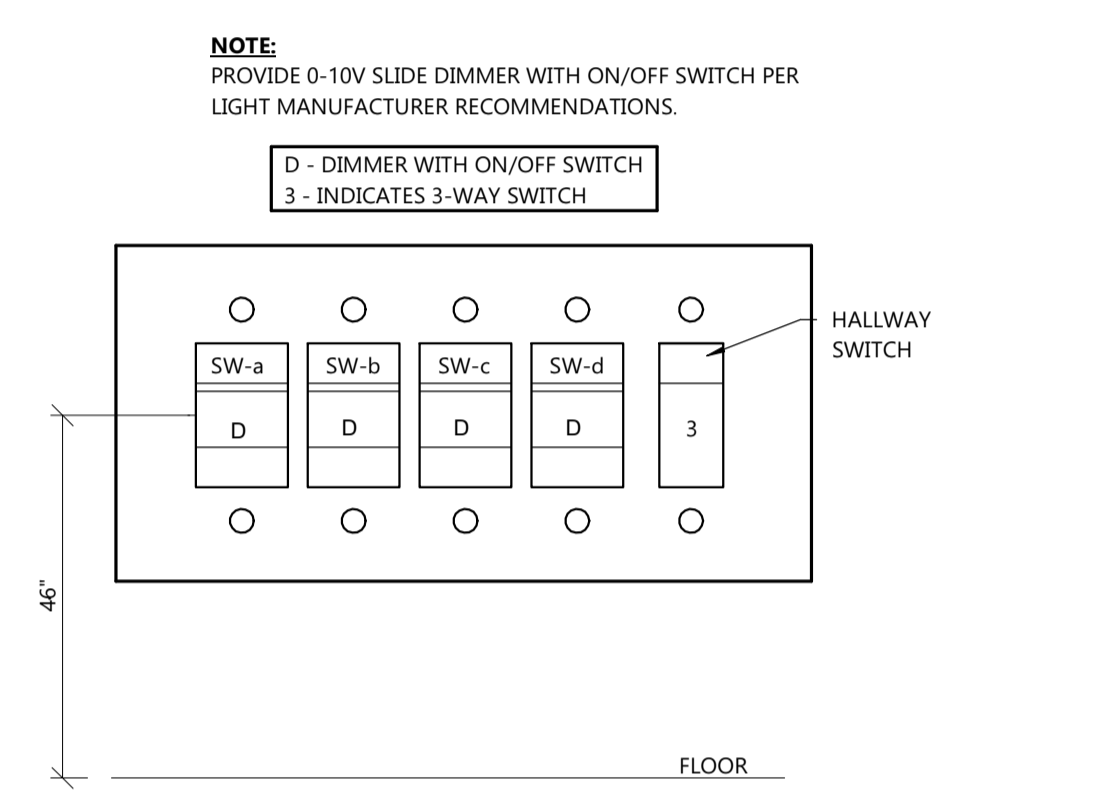 NOTE:
PROVIDE 0-10V SLIDE DIMMER WITH ON/OFF SWITCH PER
LIGHT MANUFACTURER RECOMMENDATIONS.
D - DIMMER WITH ON/OFF SWITCH
3 - INDICATES 3-WAY SWITCH
HALLWAY
SWITCH
SW-a SW-b SW-c SW-d
D D D D 3
46"
FLOOR